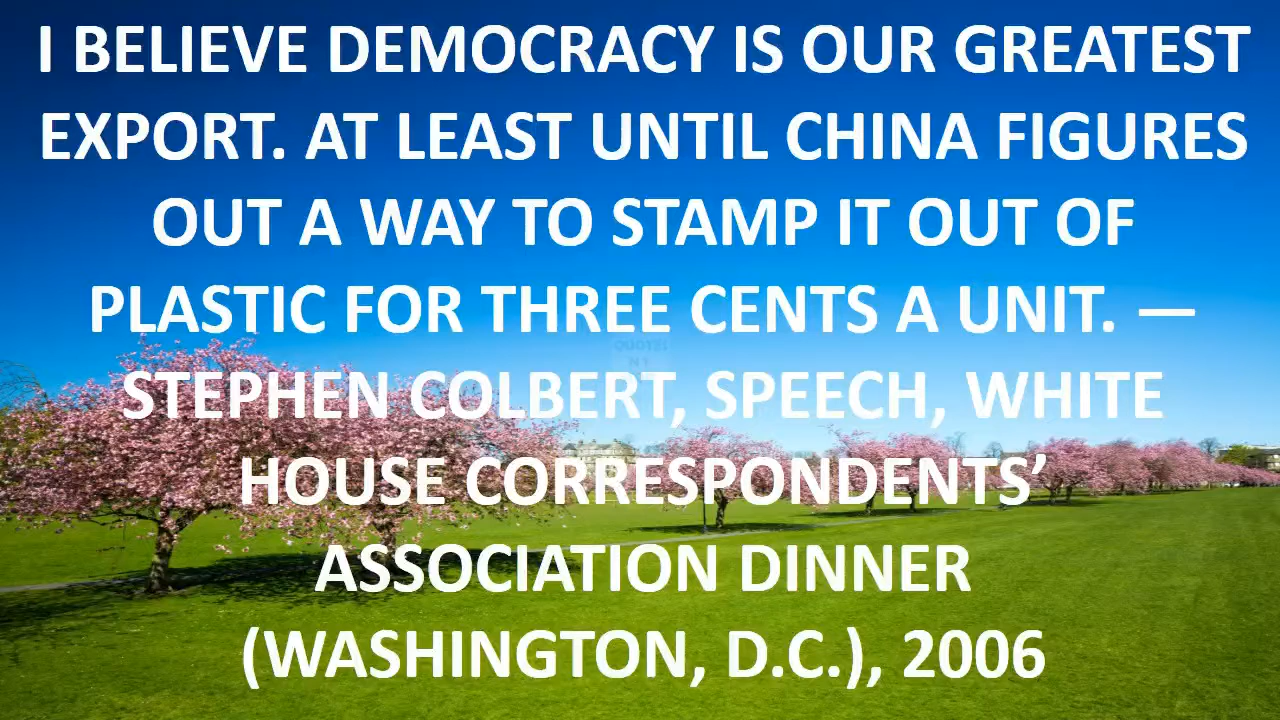 I BELIEVE DEMOCRACY IS OUR GREATEST
EXPORT. AT LEAST UNTIL CHINA FIGURES
OUT A WAY TO STAMP IT OUT OF
PLASTIC FOR THREE CENTS A UNIT. —
STEPHEN COLBERT, SPEECH, WHITE
HOUSE CORRESPONDENTS’
ASSOCIATION DINNER
(WASHINGTON, D.C.), 2006